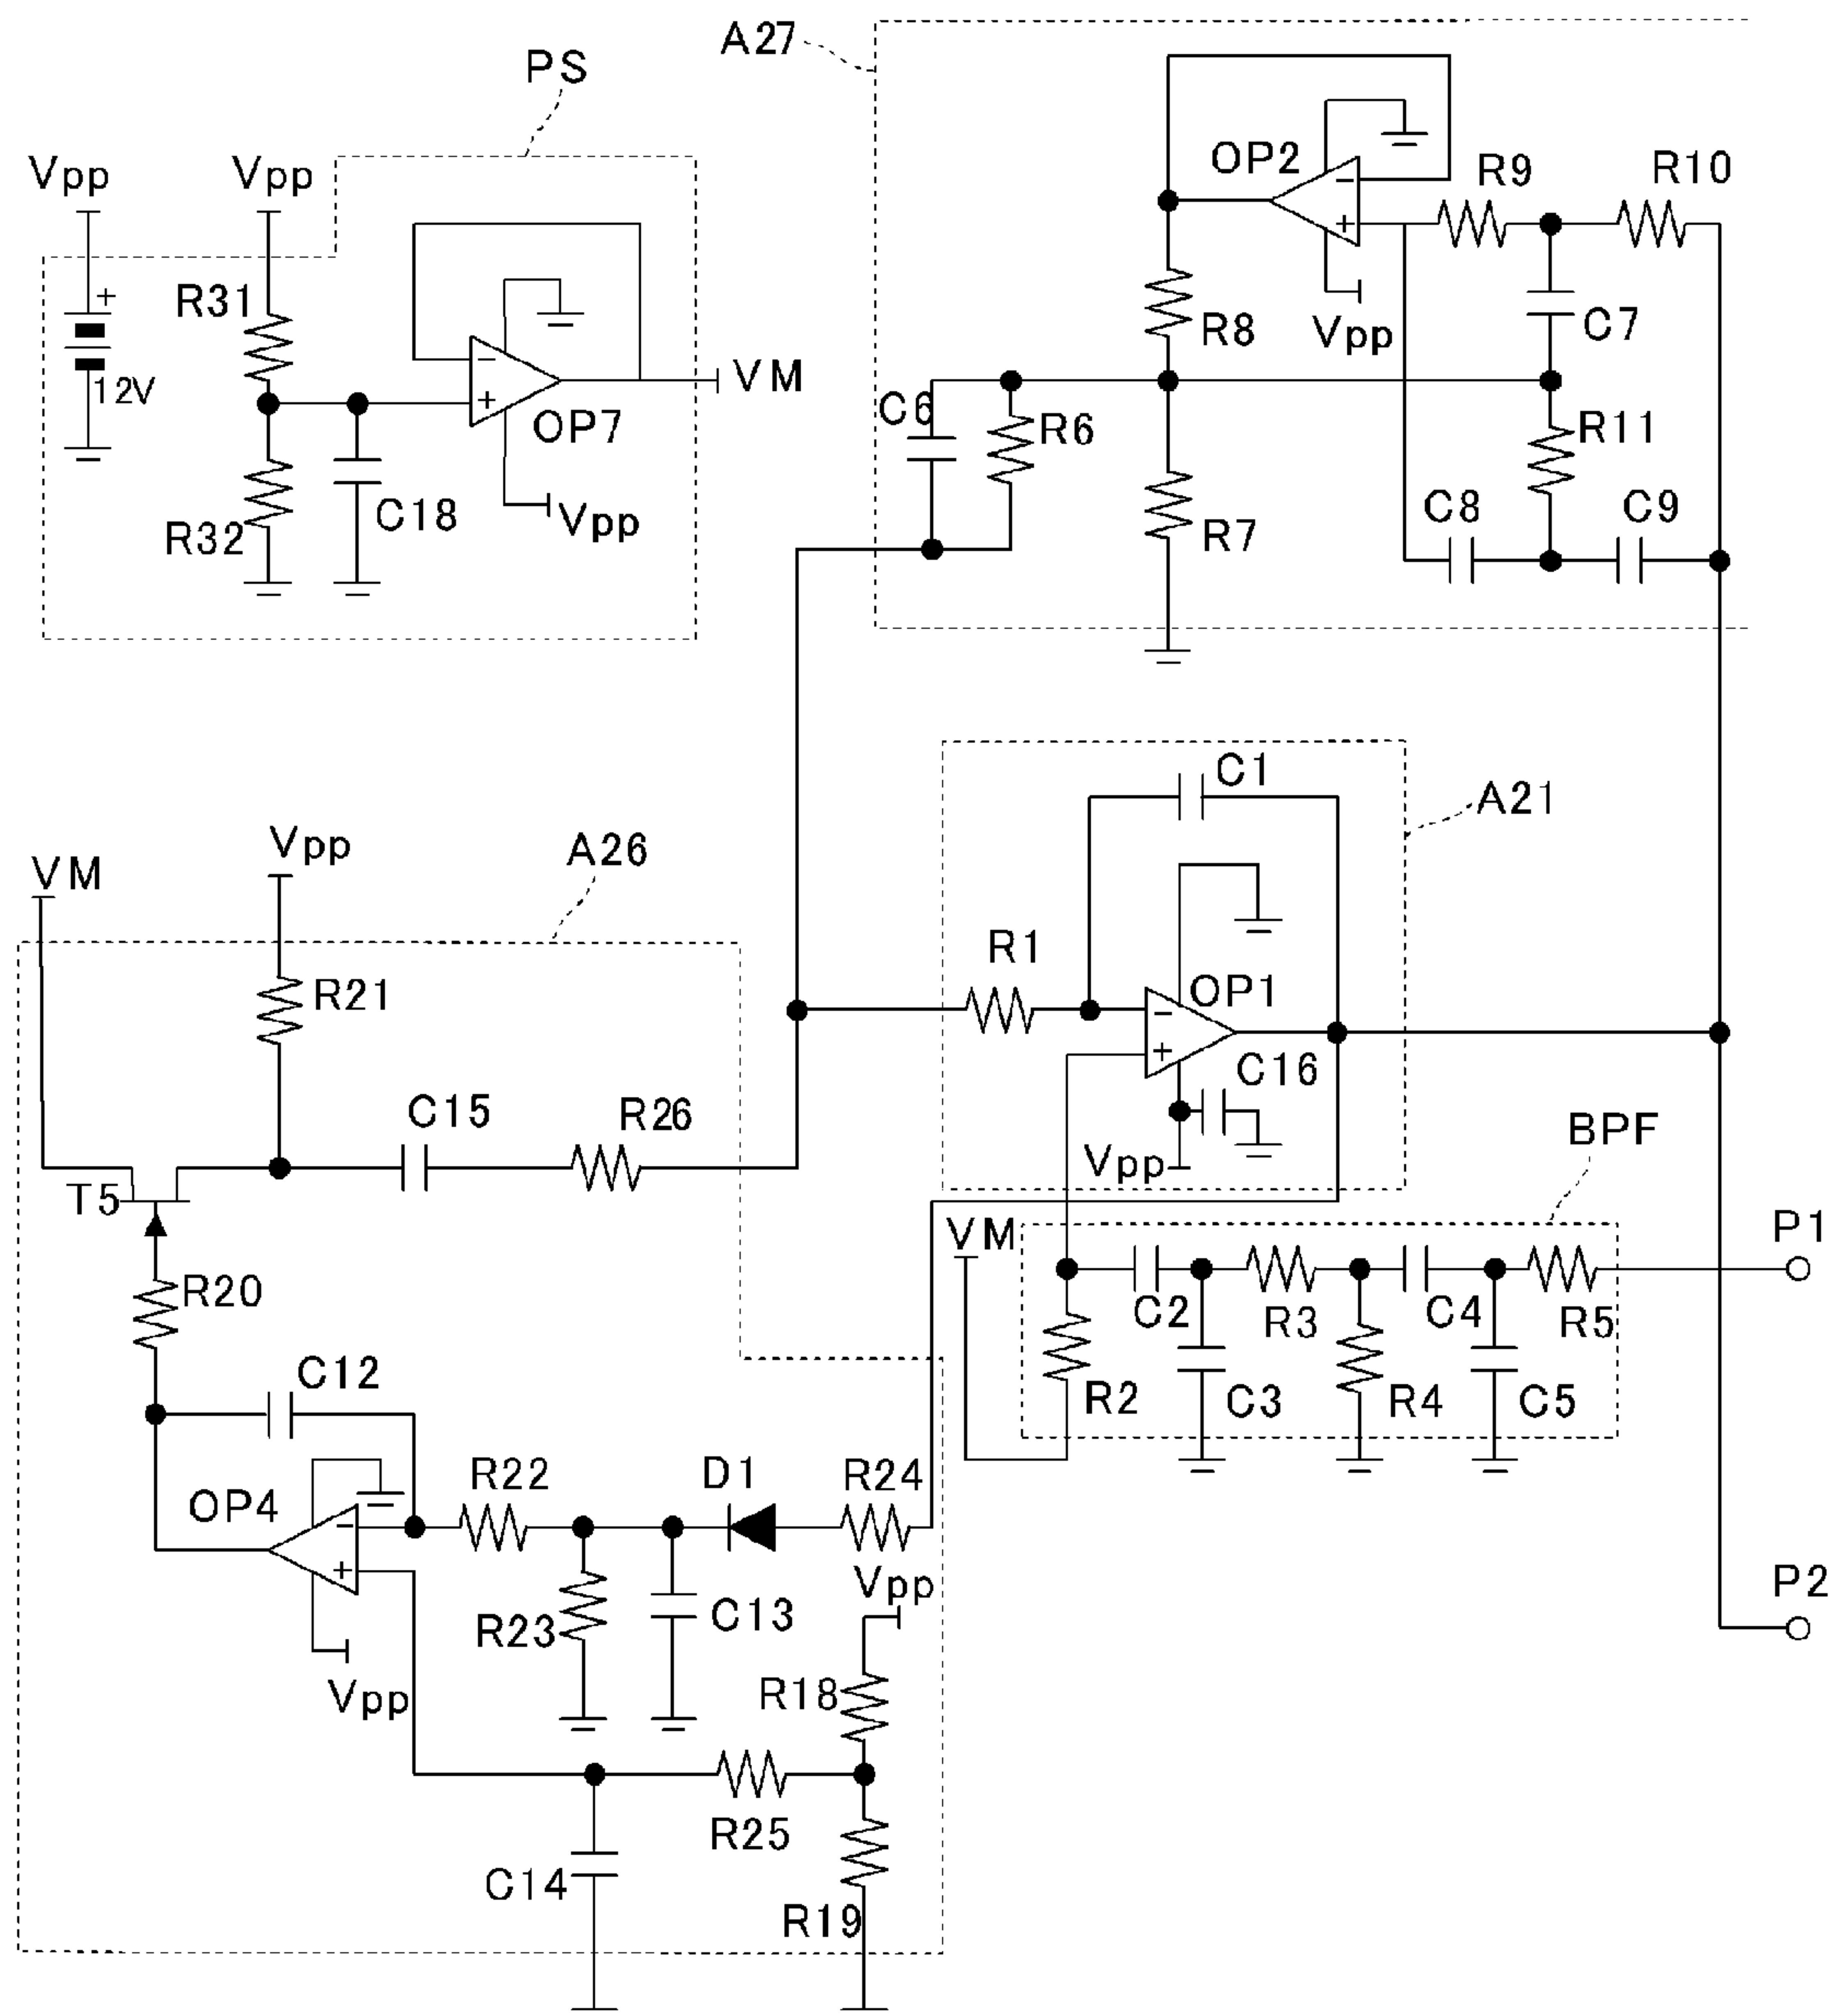 A27
PS
Vpp
Vpp
OP2
R9
R10
+
−
+
R31
R8
C7
Vpp
12V
−
+
VM
OP7
C6
R6
R11
C18
Vpp
R32
R7
C8
C9
C1
A21
Vpp
A26
VM
R1
R21
OP1
−
+
C16
C15
R26
BPF
Vpp
T5
VM
P1
R20
C2
R3
C4
R5
C12
R2
C3
R4
C5
R22
D1
R24
OP4
−
+
Vpp
P2
R23
C13
Vpp
R18
R25
C14
R19